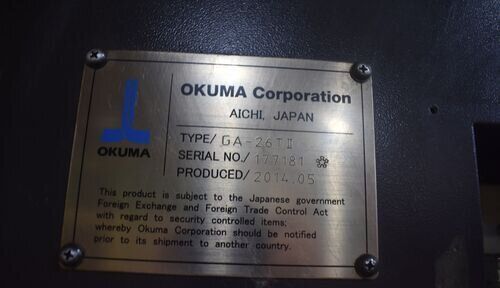 OKUMA Corporation
AICHI, JAPAN
OKUMA
TYPE/ GA-26TII
SERIAL NO./ 177181
PRODUCED/ 2014.05
This product is subject to the Japanese government
Foreign Exchange and Foreign Trade Control Act
with regard to security controlled items;
whereby Okuma Corporation should be notified
prior to its shipment to another country.